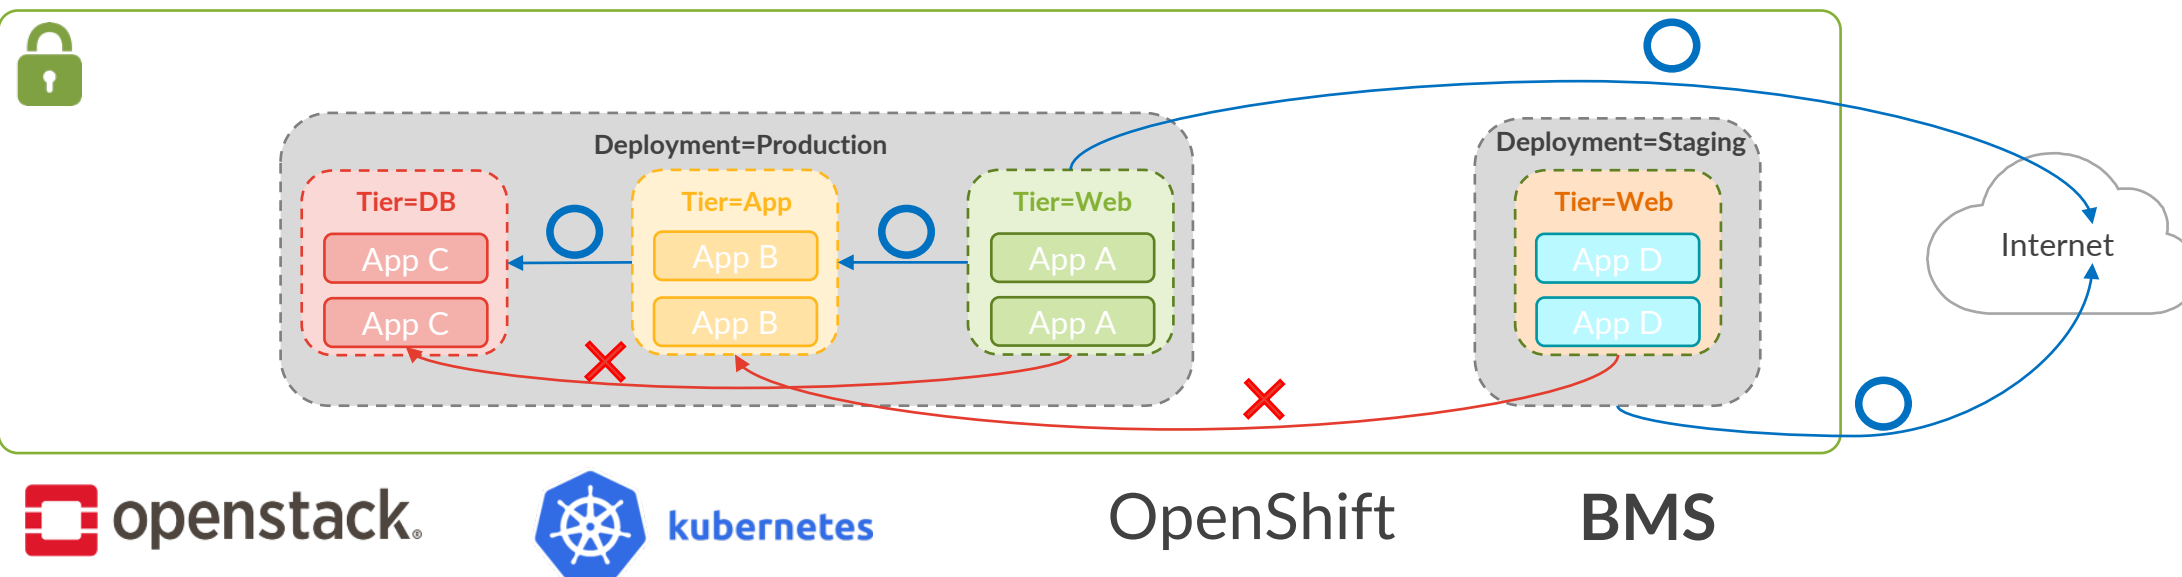 Deployment=Production
Deployment=Staging
Tier=DB
Tier=App
Tier=Web
Tier=Web
App C
App B
App A
App D
App C
App B
App A
App D
Internet
openstack®
kubernetes
OpenShift
BMS